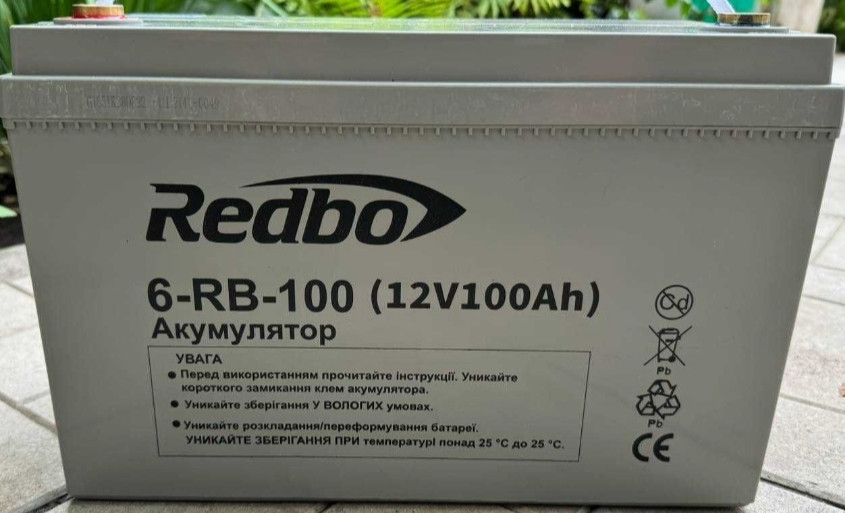 Redbo
6-RB-100 (12V100Ah)
Акумулятор
УВАГА
● Перед використанням прочитайте інструкції. Уникайте
короткого замикання клем акумулятора.
● Уникайте зберігання У ВОЛОГИХ умовах.
● Уникайте розкладання/переформування батареї.
УНИКАЙТЕ ЗБЕРІГАННЯ ПРИ температурі понад 25 °C до 25 °C.
Cd
Pb
Pb
CE